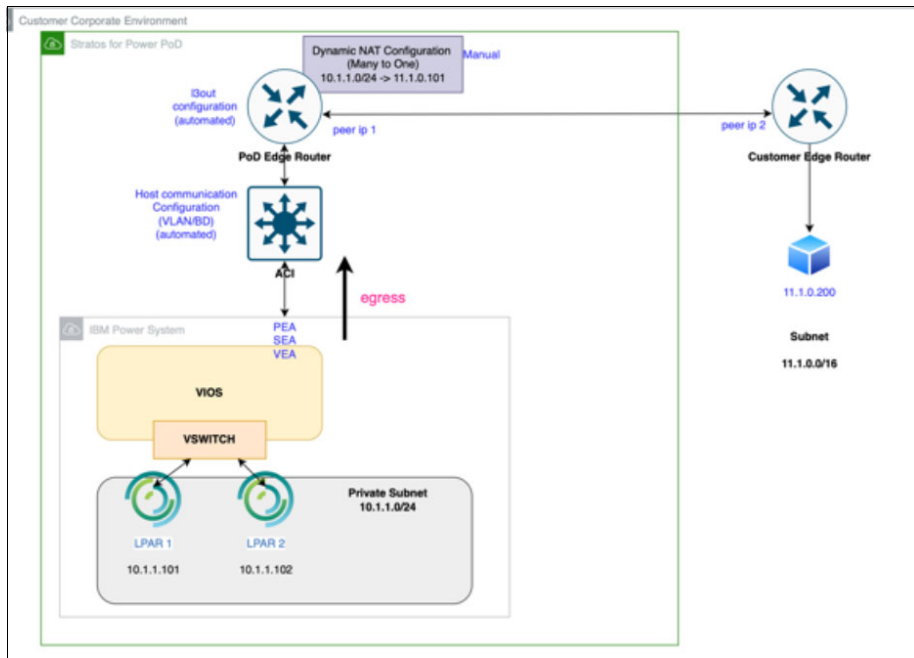 Customer Corporate Environment
Stratos for Power PoD
Dynamic NAT Configuration
(Many to One)
10.1.1.0/24 -> 11.1.0.101
Manual
l3out
configuration
(automated)
peer ip 1
peer ip 2
PoD Edge Router
Customer Edge Router
Host communication
Configuration
(VLAN/BD)
(automated)
ACI
egress
11.1.0.200
Subnet
11.1.0.0/16
IBM Power System
PEA
SEA
VEA
VIOS
VSWITCH
Private Subnet
10.1.1.0/24
LPAR 1
LPAR 2
10.1.1.101
10.1.1.102